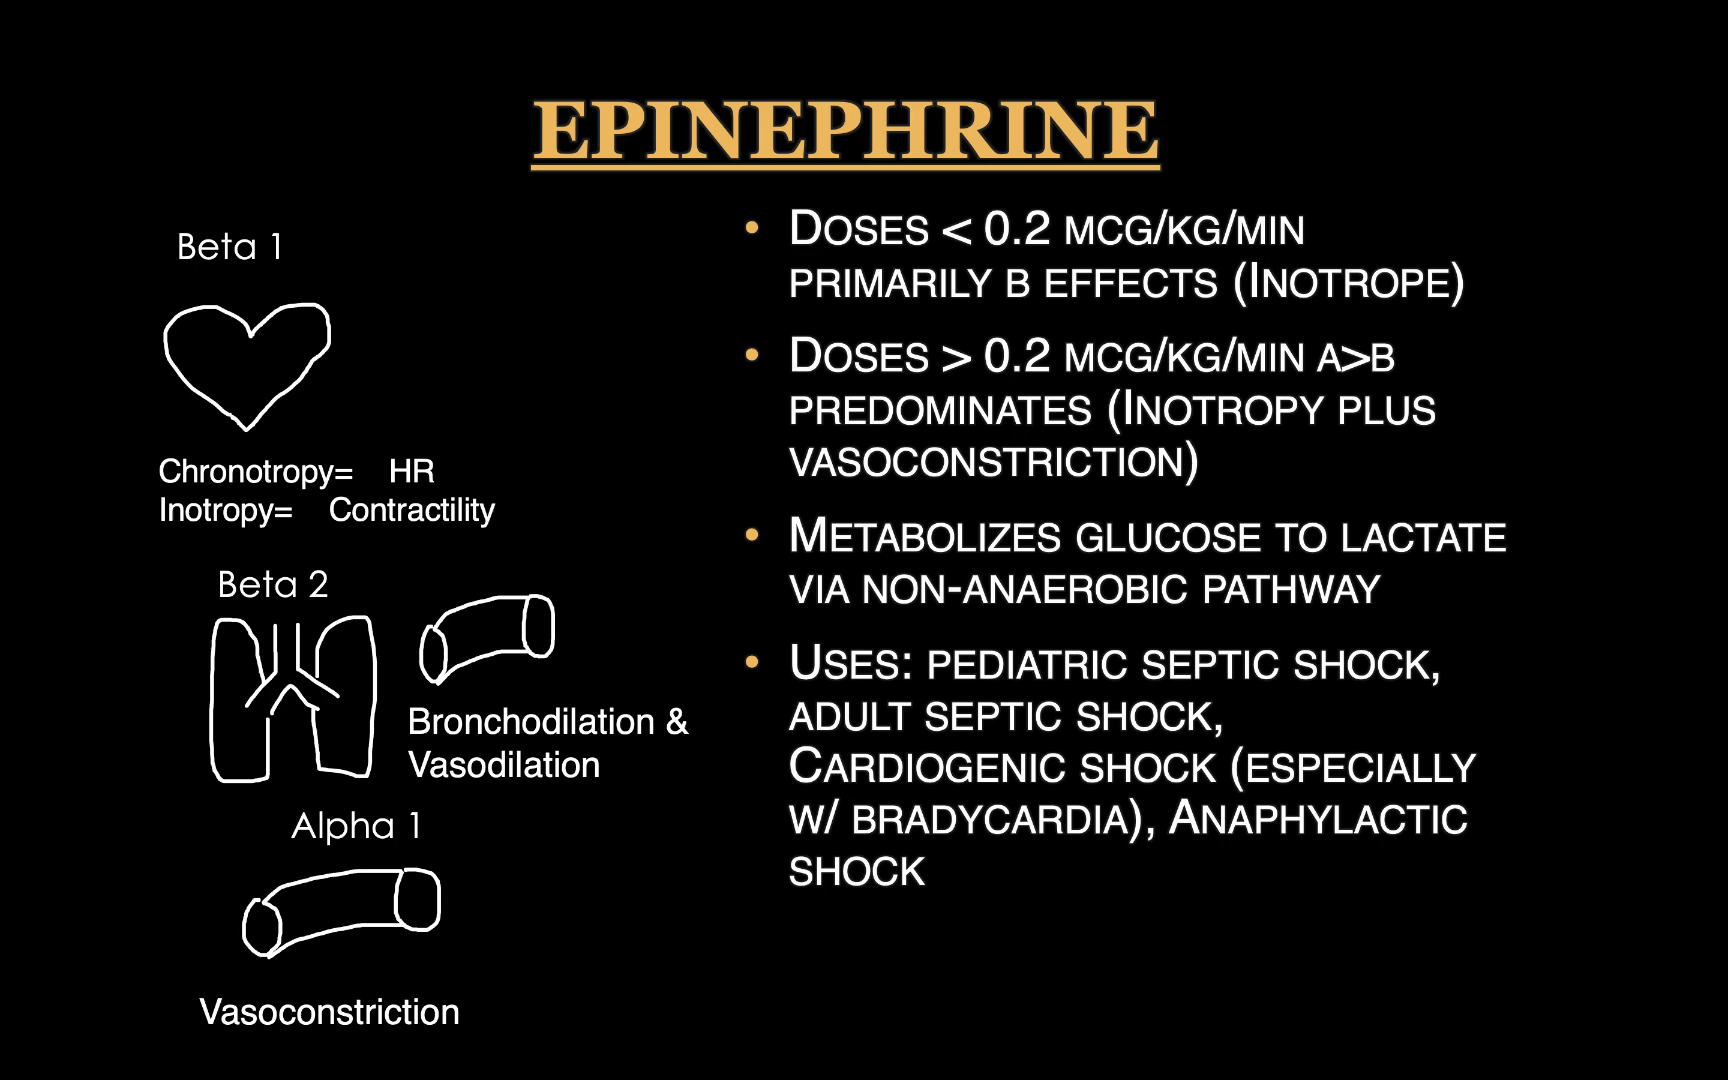 EPINEPHRINE
Beta 1
Chronotropy= HR
Inotropy= Contractility
Beta 2
Bronchodilation &
Vasodilation
Alpha 1
Vasoconstriction
• Doses < 0.2 mcg/kg/min
primarily B effects (Inotrope)
• Doses > 0.2 mcg/kg/min a>B
predominates (Inotropy plus
vasoconstriction)
• Metabolizes glucose to lactate
via non-anaerobic pathway
• Uses: pediatric septic shock,
adult septic shock,
Cardiogenic shock (especially
w/ bradycardia), Anaphylactic
shock